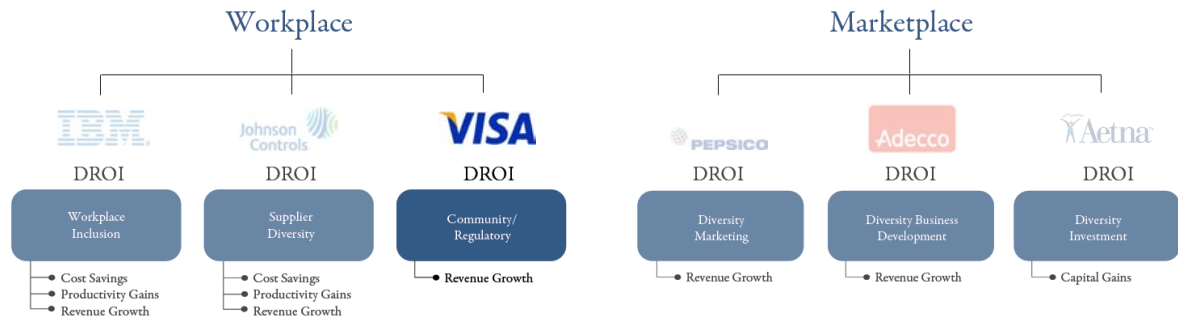 Workplace
Marketplace
IBM
Johnson
Controls
VISA
PEPSICO
Adecco
Aetna
DROI
DROI
DROI
DROI
DROI
DROI
Workplace
Inclusion
Supplier
Diversity
Community/
Regulatory
Diversity
Marketing
Diversity Business
Development
Diversity
Investment
Cost Savings
Productivity Gains
Revenue Growth
Cost Savings
Productivity Gains
Revenue Growth
Revenue Growth
Revenue Growth
Revenue Growth
Capital Gains